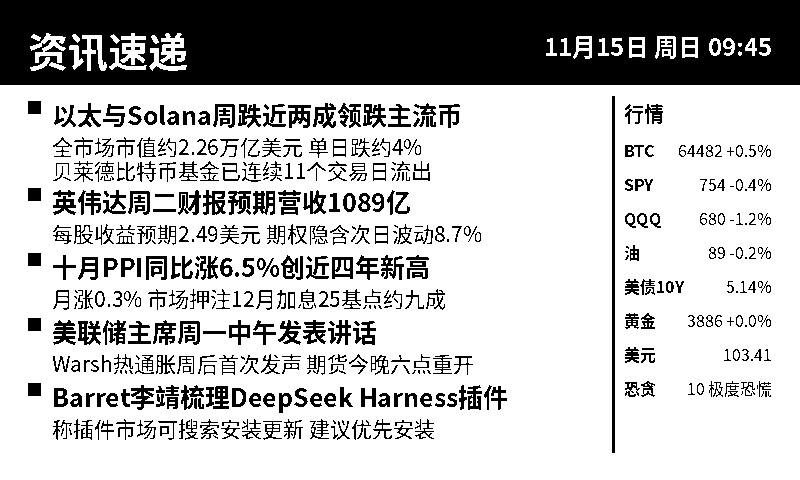 资讯速递
11月15日 周日 09:45
以太与Solana周跌近两成领跌主流币
全市场市值约2.26万亿美元 单日跌约4%
贝莱德比特币基金已连续11个交易日流出
英伟达周二财报预期营收1089亿
每股收益预期2.49美元 期权隐含次日波动8.7%
十月PPI同比涨6.5%创近四年新高
月涨0.3% 市场押注12月加息25基点约九成
美联储主席周一中午发表讲话
Warsh热通胀周后首次发声 期货今晚六点重开
Barret李靖梳理DeepSeek Harness插件
称插件市场可搜索安装更新 建议优先安装
行情
BTC 64482 +0.5%
SPY 754 -0.4%
QQQ 680 -1.2%
油 89 -0.2%
美债10Y 5.14%
黄金 3886 +0.0%
美元 103.41
恐贪 10 极度恐慌